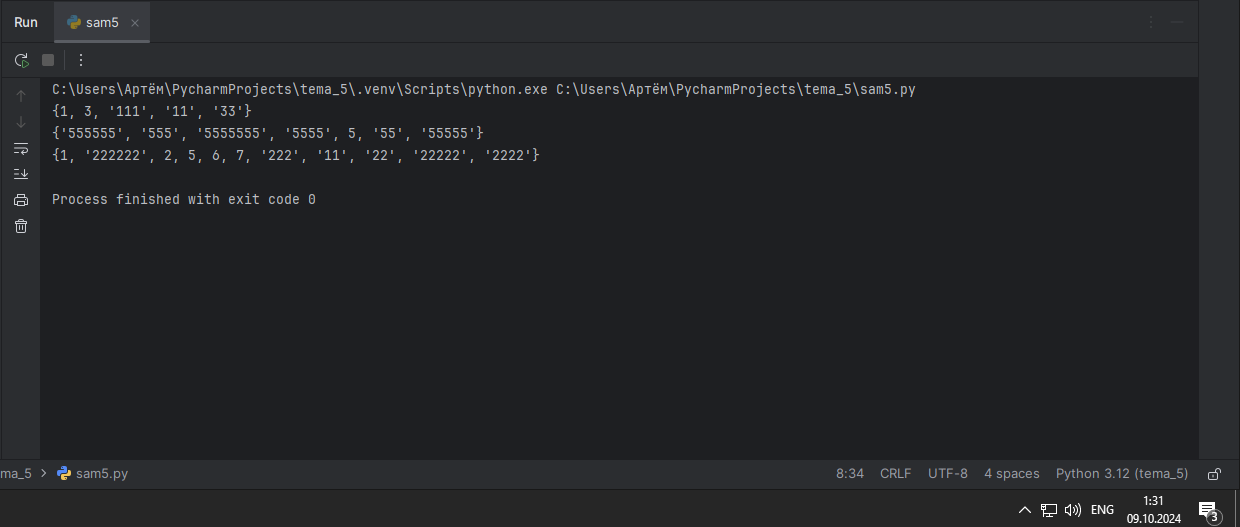 Run sam5
C:\Users\Артём\PycharmProjects\tema_5\.venv\Scripts\python.exe C:\Users\Артём\PycharmProjects\tema_5\sam5.py
{1, 3, '111', '11', '33'}
{'555555', '555', '5555555', '5555', 5, '55', '55555'}
{1, '222222', 2, 5, 6, 7, '222', '11', '22', '22222', '2222'}
Process finished with exit code 0
ma_5 > sam5.py 8:34 CRLF UTF-8 4 spaces Python 3.12 (tema_5)
ENG 1:31
09.10.2024 3